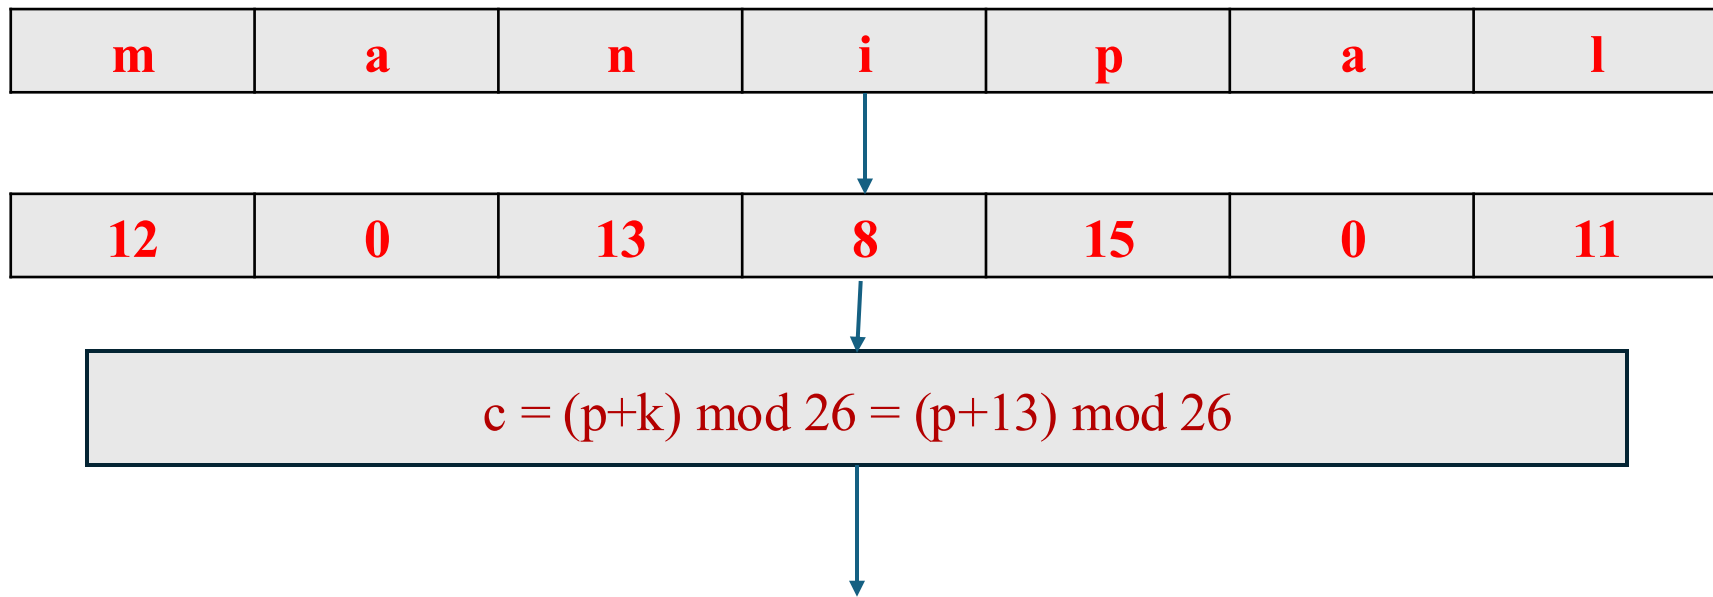 m a n i p a l
12 0 13 8 15 0 11
c = (p+k) mod 26 = (p+13) mod 26